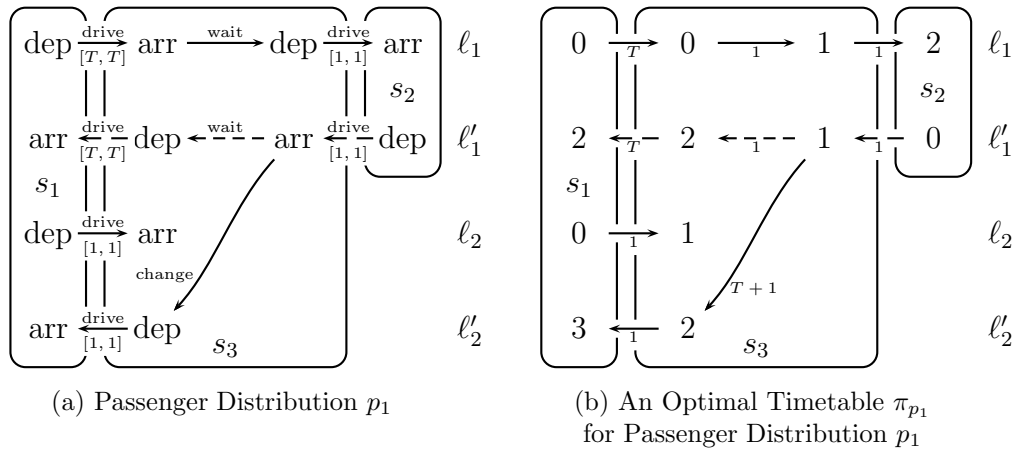 dep drive [T, T] arr wait dep drive [1, 1] arr ℓ₁
s₂
arr drive [T, T] dep wait arr drive [1, 1] dep ℓ′₁
s₁
dep drive [1, 1] arr ℓ₂
change
arr drive [1, 1] dep ℓ′₂
s₃
(a) Passenger Distribution p₁
0 T 0 1 1 1 2 ℓ₁
s₂
2 T 2 1 1 1 0 ℓ′₁
s₁
0 1 1 ℓ₂
T + 1
3 1 2 ℓ′₂
s₃
(b) An Optimal Timetable π_{p₁}
for Passenger Distribution p₁